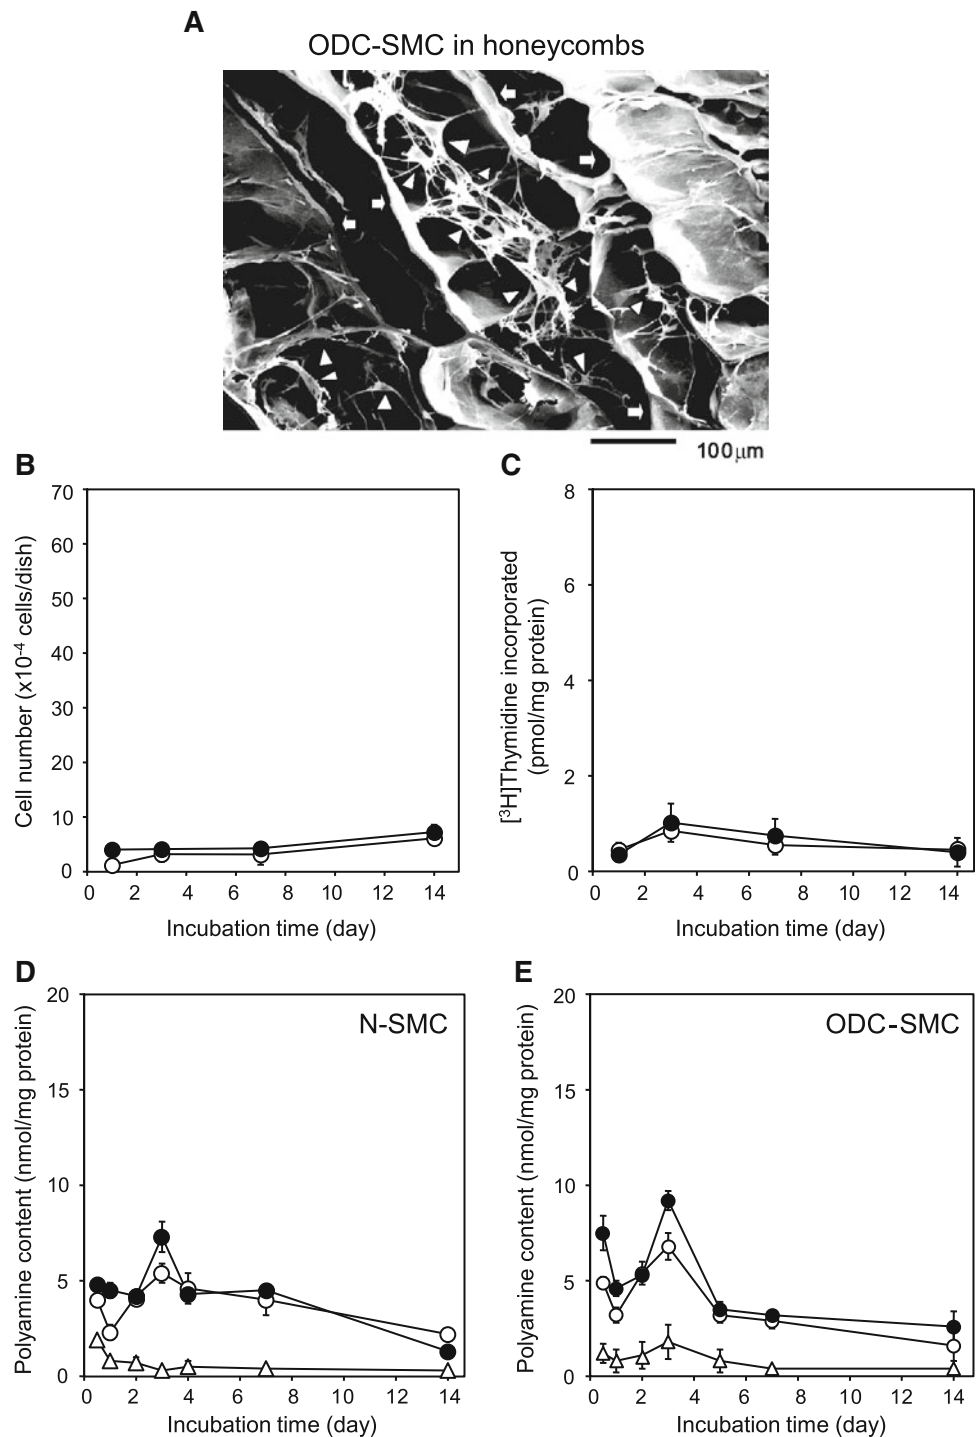 A
ODC-SMC in honeycombs
100μm
B
70
60
50
40
30
20
10
0
Cell number (x10⁻⁴ cells/dish)
0 2 4 6 8 10 12 14
Incubation time (day)
C
8
6
4
2
0
[³H]Thymidine incorporated
(pmol/mg protein)
0 2 4 6 8 10 12 14
Incubation time (day)
D
N-SMC
20
15
10
5
0
Polyamine content (nmol/mg protein)
0 2 4 6 8 10 12 14
Incubation time (day)
E
ODC-SMC
20
15
10
5
0
Polyamine content (nmol/mg protein)
0 2 4 6 8 10 12 14
Incubation time (day)